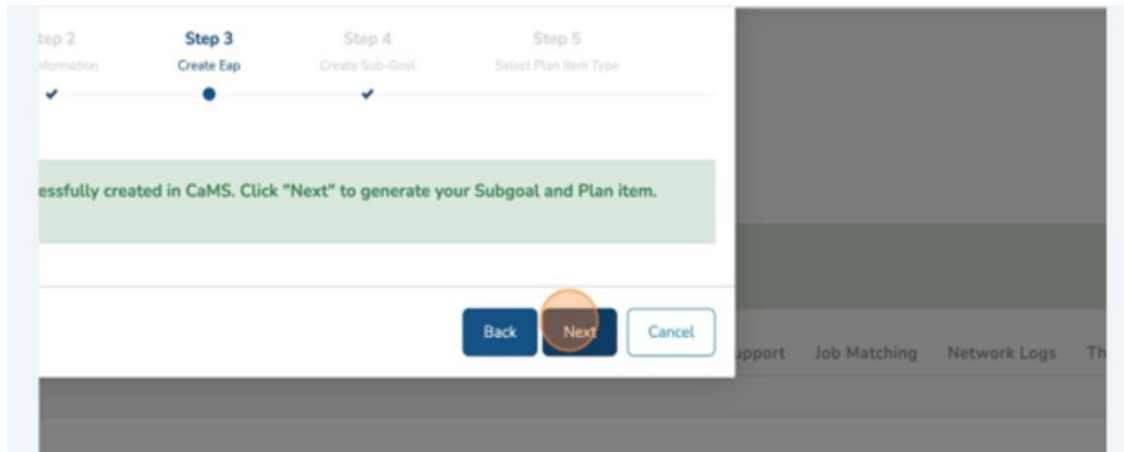 tep 2 Step 3 Step 4 Step 5
nformation Create Eap Create Sub-Goal Select Plan Item Type
essfully created in CaMS. Click "Next" to generate your Subgoal and Plan item.
Back Next Cancel
upport Job Matching Network Logs Th